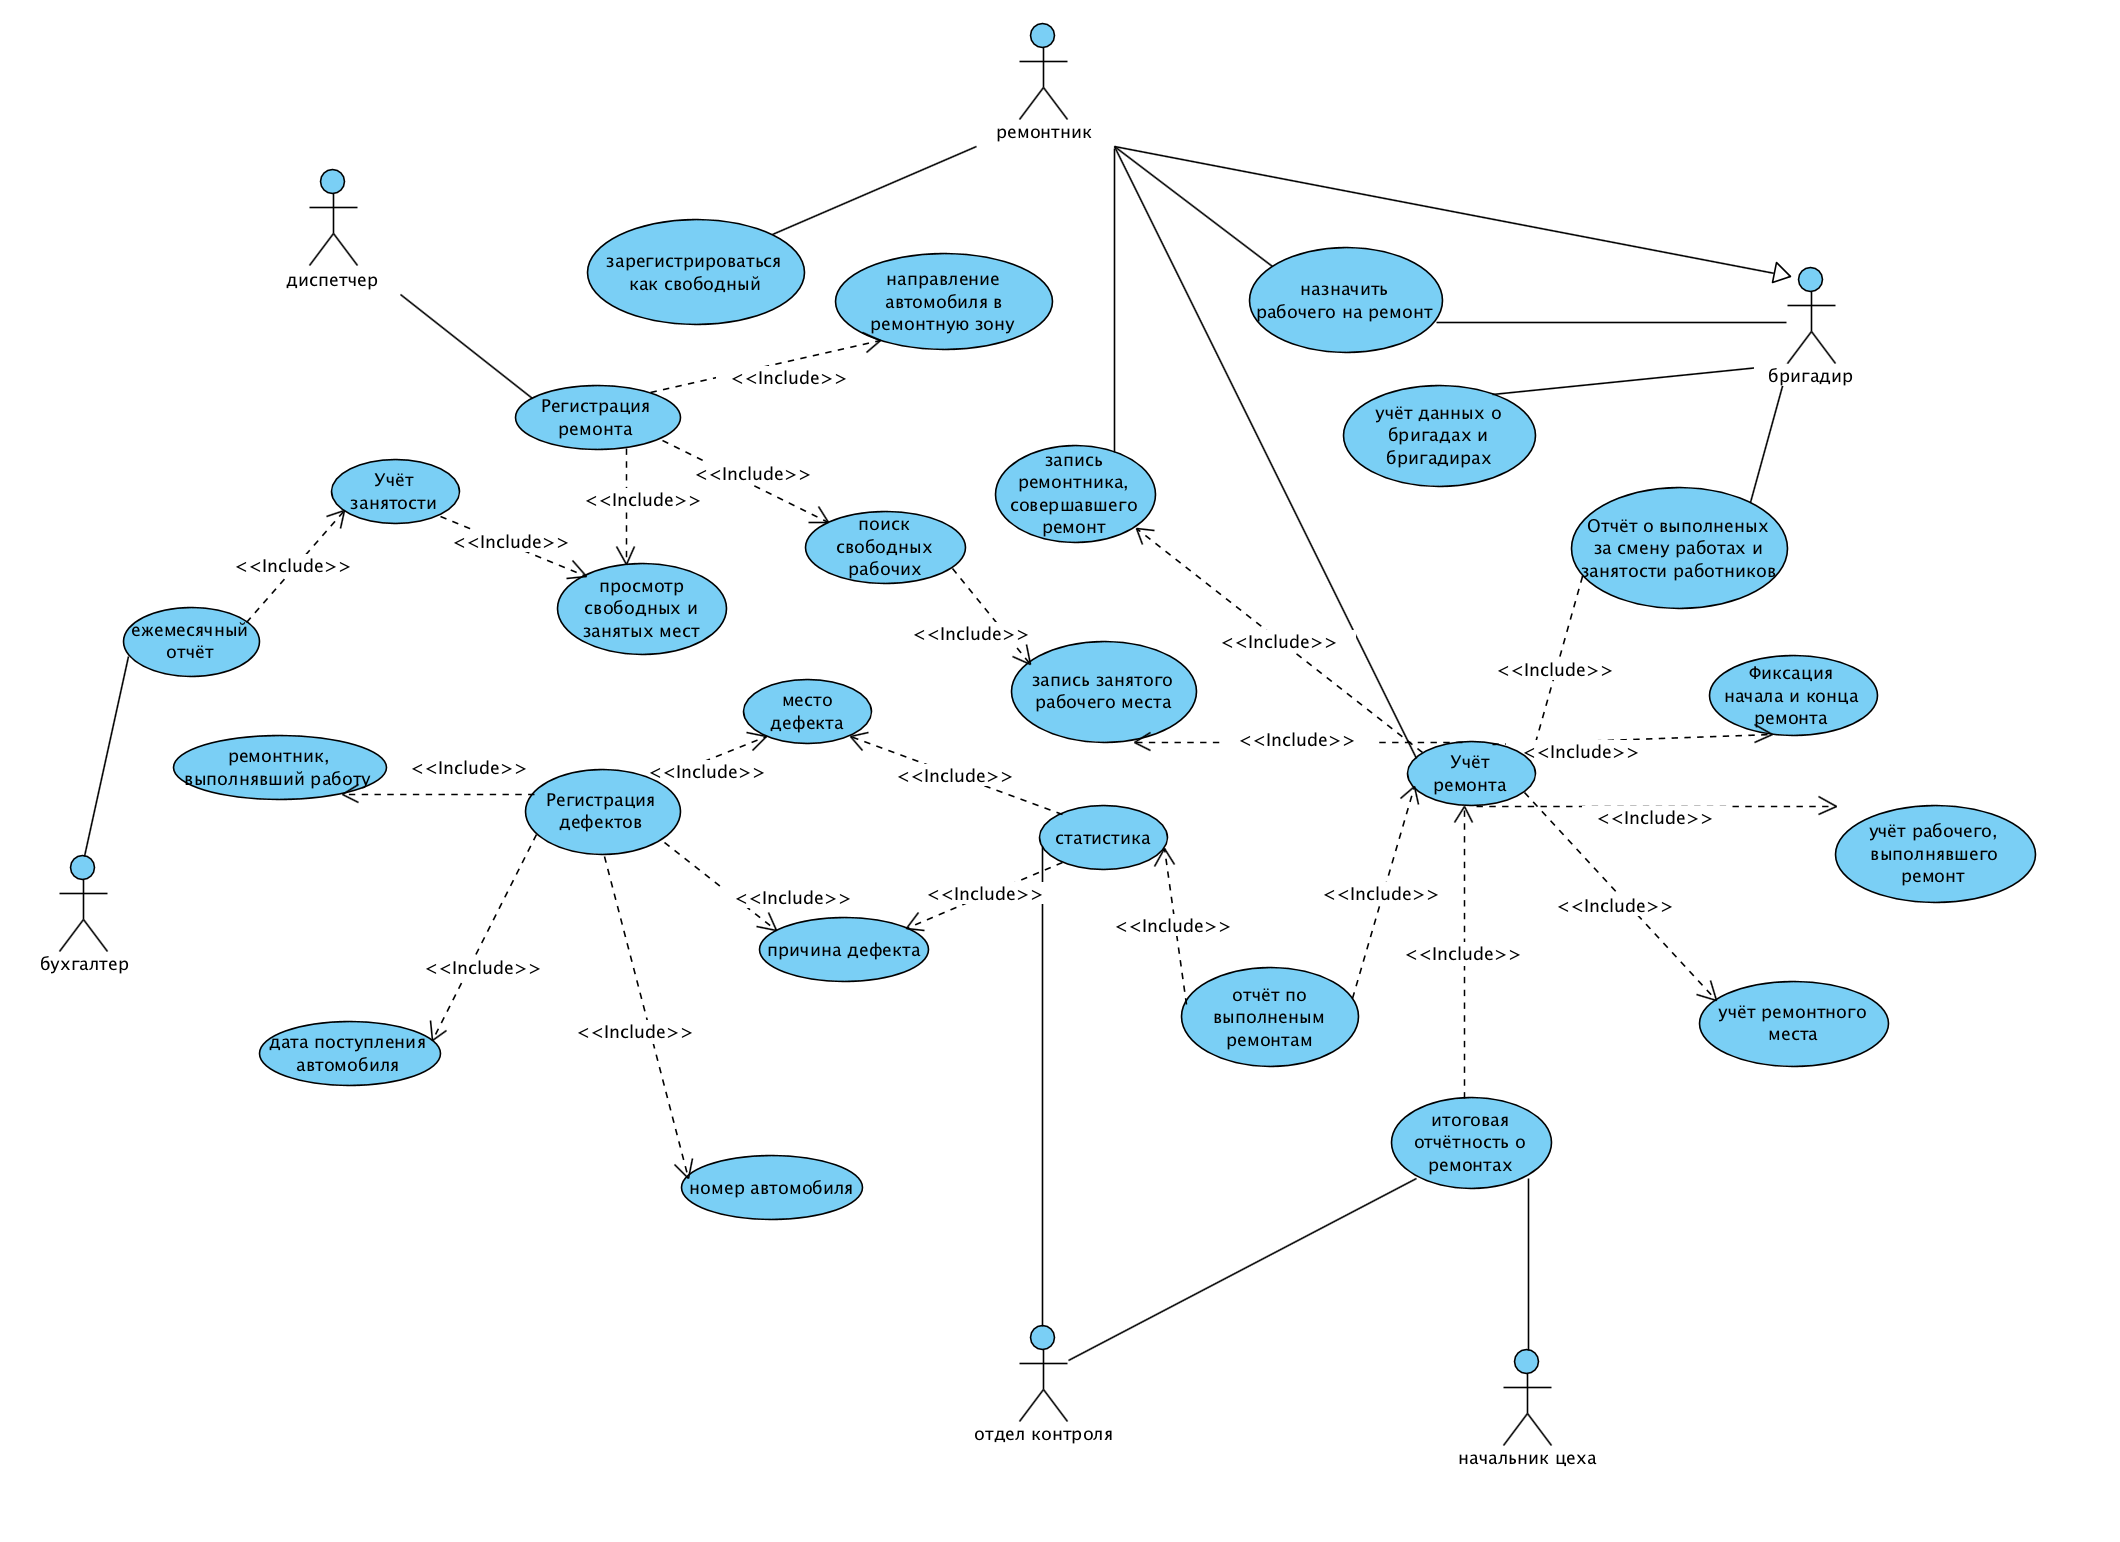 ремонтник
диспетчер
зарегистрироваться
как свободный
направление
автомобиля в
ремонтную зону
назначить
рабочего на ремонт
бригадир
<<Include>>
Регистрация
ремонта
учёт данных о
бригадах и
бригадирах
<<Include>>
<<Include>>
Учёт
занятости
запись
ремонтника,
совершавшего
ремонт
поиск
свободных
рабочих
Отчёт о выполненых
за смену работах и
занятости работников
<<Include>>
<<Include>>
просмотр
свободных и
занятых мест
ежемесячный
отчёт
<<Include>>
<<Include>>
<<Include>>
запись занятого
рабочего места
Фиксация
начала и конца
ремонта
место
дефекта
<<Include>>
<<Include>>
ремонтник,
выполнявший работу
<<Include>>
<<Include>>
<<Include>>
Учёт
ремонта
Регистрация
дефектов
статистика
<<Include>>
учёт рабочего,
выполнявшего
ремонт
<<Include>>
<<Include>>
<<Include>>
<<Include>>
<<Include>>
причина дефекта
<<Include>>
бухгалтер
<<Include>>
отчёт по
выполненым
ремонтам
учёт ремонтного
места
<<Include>>
дата поступления
автомобиля
итоговая
отчётность о
ремонтах
номер автомобиля
отдел контроля
начальник цеха